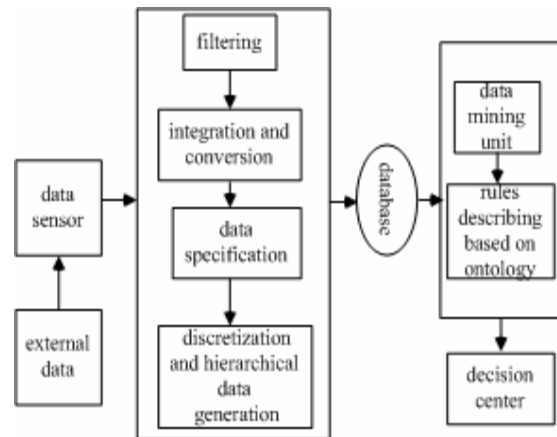 external
data
data
sensor
filtering
integration and
conversion
data
specification
discretization
and hierarchical
data
generation
database
data
mining
unit
rules
describing
based on
ontology
decision
center